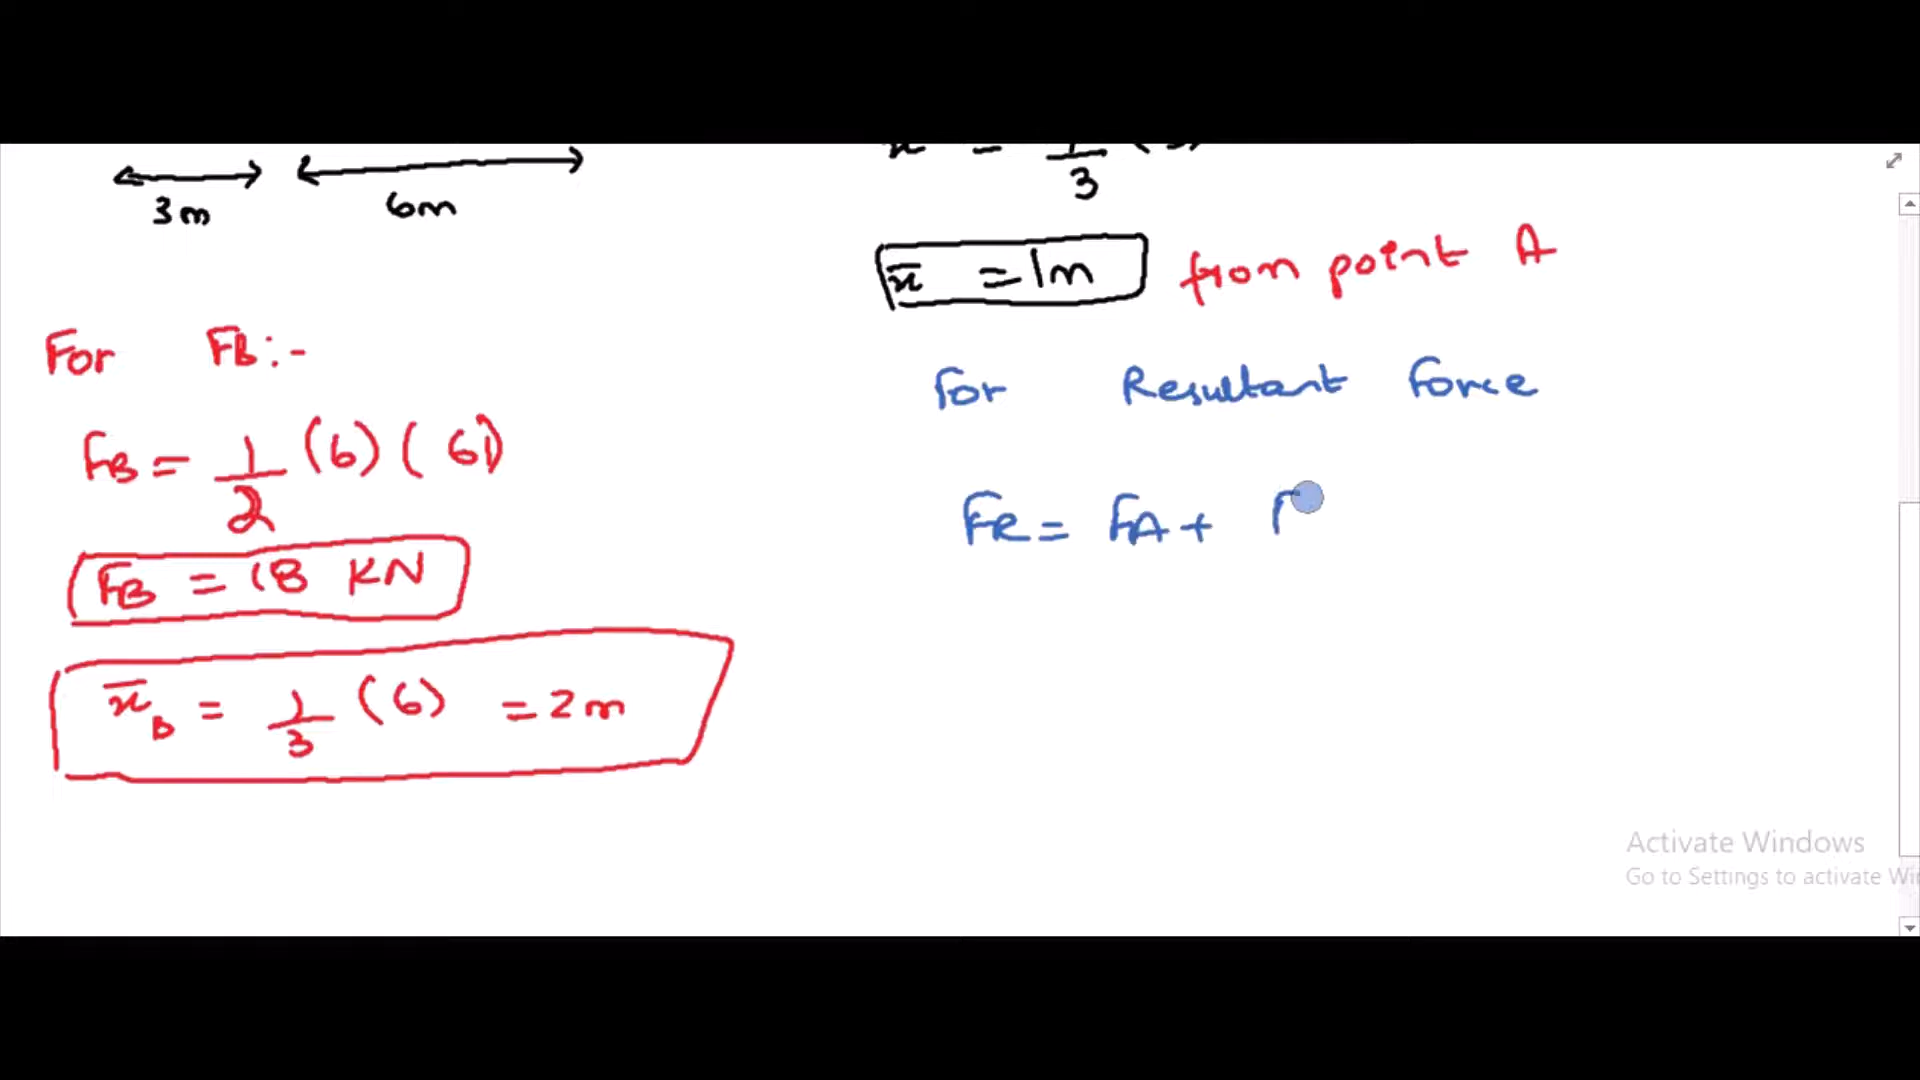 3m 6m
For FB:-
FB = 1/2 (6)(6)
FB = 18 KN
x̄B = 1/3 (6) = 2m
3
x̄ = 1m from point A
For Resultant Force
FR = FA +
Activate Windows
Go to Settings to activate Wi